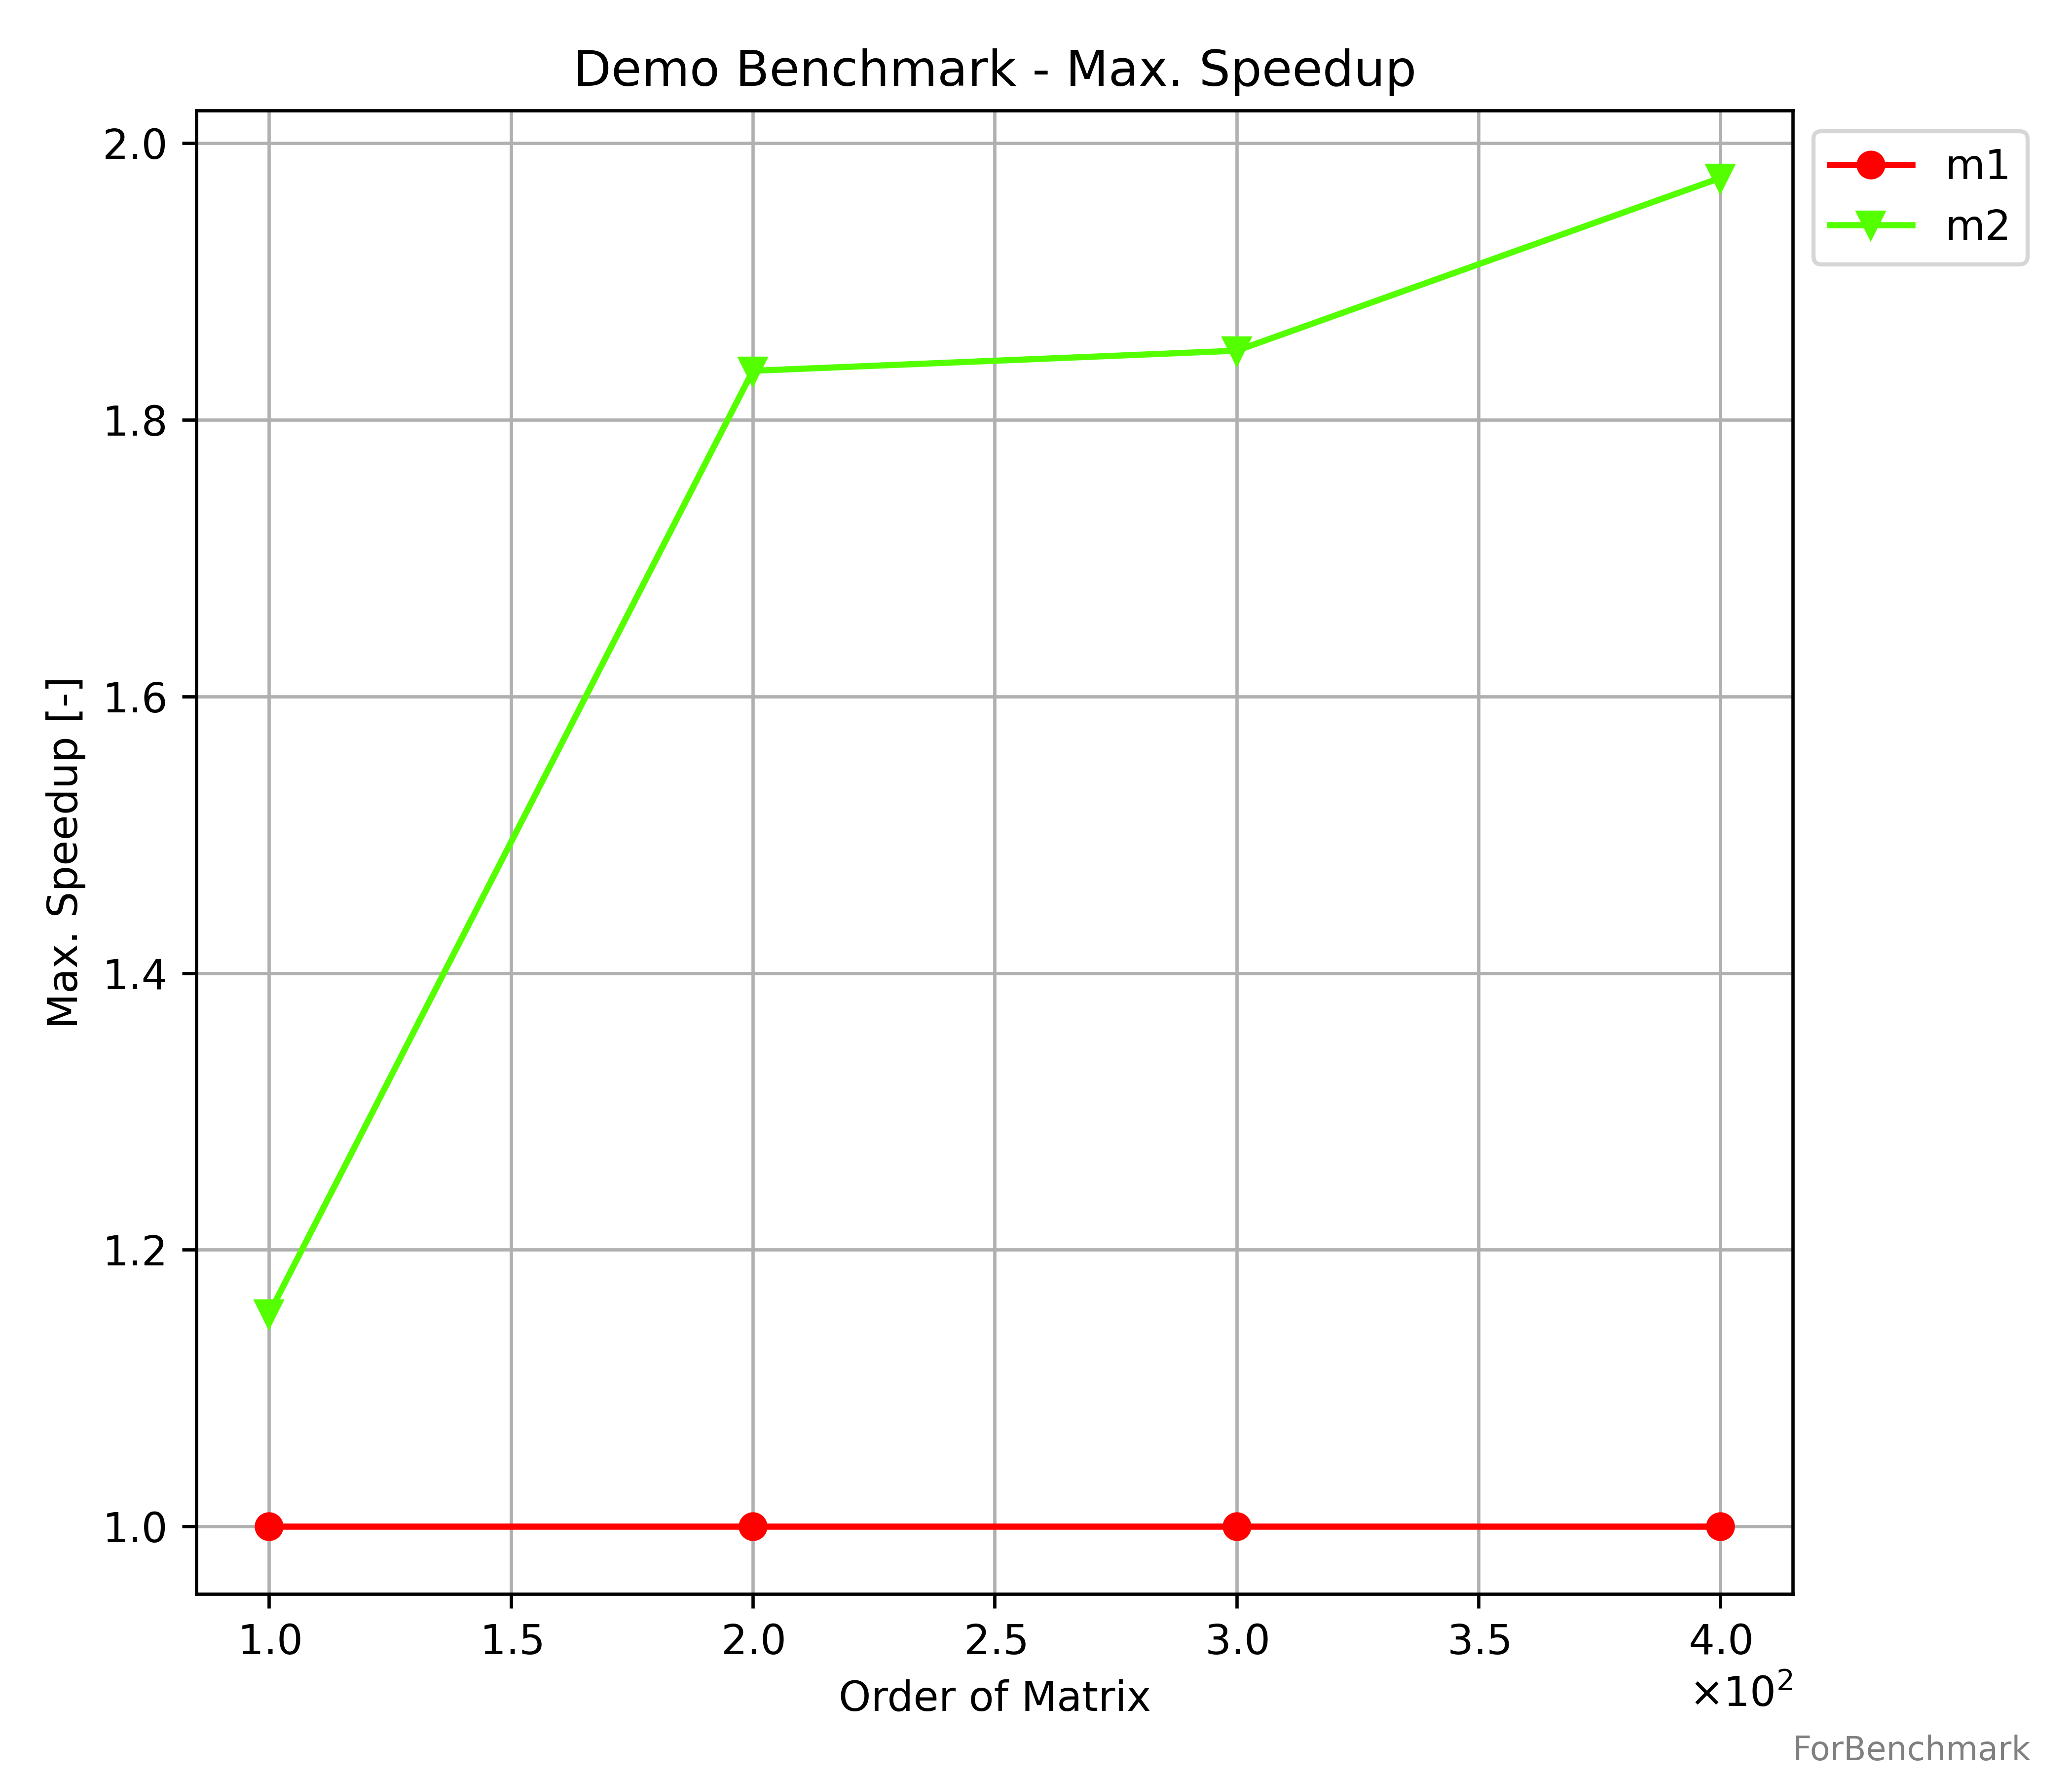 Demo Benchmark - Max. Speedup
m1
m2
Max. Speedup [-]
2.0
1.8
1.6
1.4
1.2
1.0
1.0 1.5 2.0 2.5 3.0 3.5 4.0
×10²
Order of Matrix
ForBenchmark